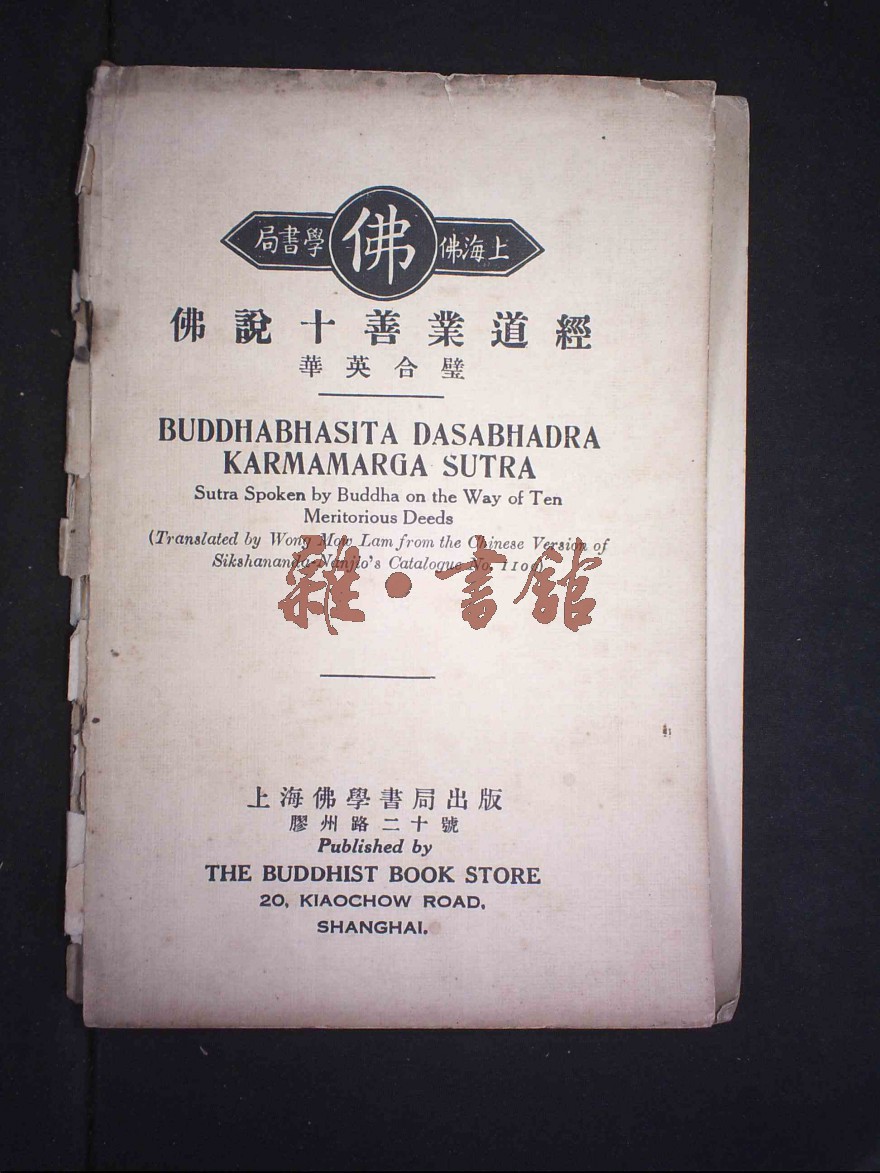 上海佛學書局
佛
佛說十善業道經
華英合璧
BUDDHABHASITA DASABHADRA
KARMAMARGA SUTRA
Sutra Spoken by Buddha on the Way of Ten
Meritorious Deeds
(Translated by Wong Mow Lam from the Chinese Version of
Sikshananda-Nanjio's Catalogue No. 1100)
雜•書館
上海佛學書局出版
膠州路二十號
Published by
THE BUDDHIST BOOK STORE
20, KIAOCHOW ROAD,
SHANGHAI.